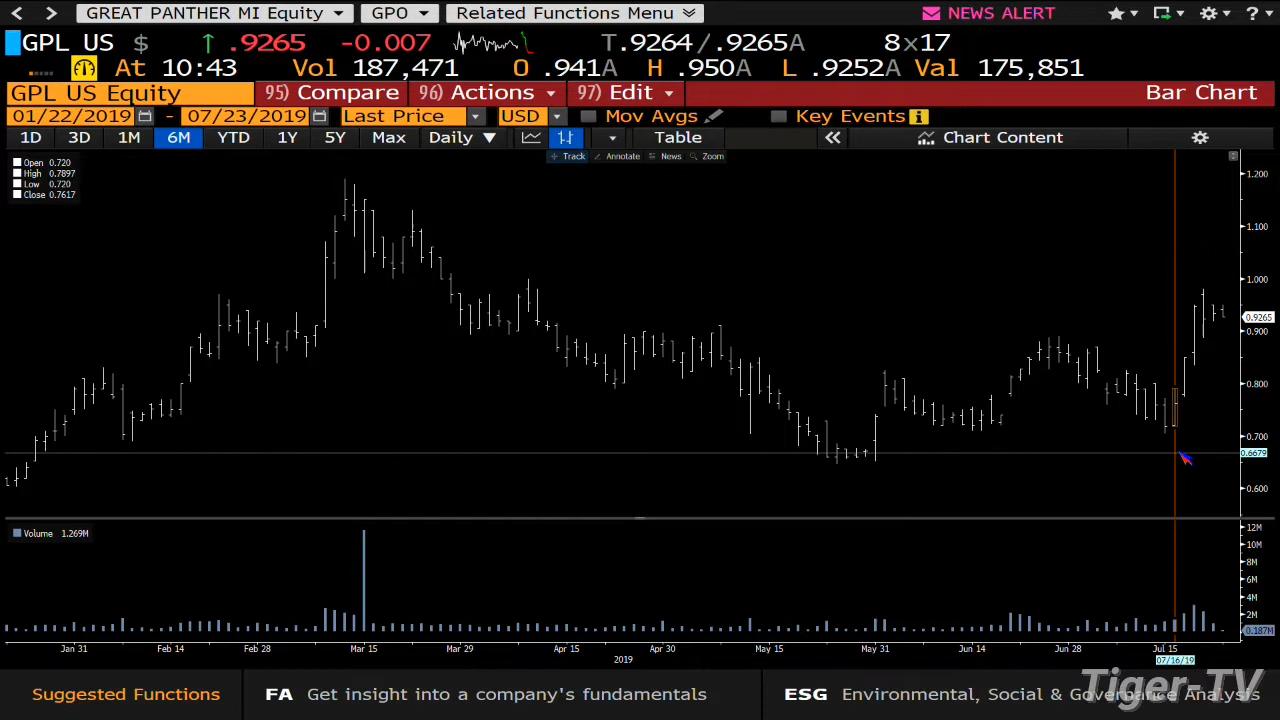 GREAT PANTHER MI Equity GPO Related Functions Menu NEWS ALERT ?
GPL US $ ↑ .9265 -0.007 T.9264/.9265A 8x17
At 10:43 Vol 187,471 O .941A H .950A L .9252A Val 175,851
GPL US Equity 95) Compare 96) Actions 97) Edit Bar Chart
01/22/2019 - 07/23/2019 Last Price USD Mov Avgs Key Events
1D 3D 1M 6M YTD 1Y 5Y Max Daily ▼ Table « Chart Content
Track Annotate News Zoom
Open 0.720
High 0.7897
Low 0.720
Close 0.7617
1.200
1.100
1.000
0.9265
0.900
0.800
0.700
0.6679
0.600
Volume 1.269M
12M
10M
8M
6M
4M
2M
0.187M
Jan 31 Feb 14 Feb 28 Mar 15 Mar 29 Apr 15 Apr 30 May 15 May 31 Jun 14 Jun 28 Jul 15
2019 07/16/19
Suggested Functions FA Get insight into a company's fundamentals ESG Environmental, Social & Governance Analysis
Tiger-TV